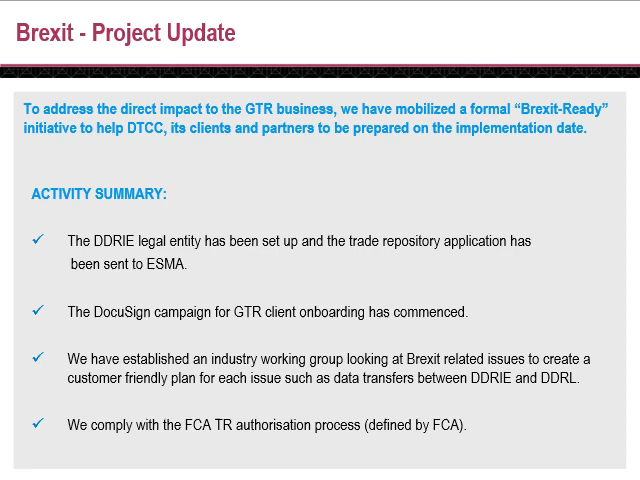 Brexit - Project Update
To address the direct impact to the GTR business, we have mobilized a formal “Brexit-Ready”
initiative to help DTCC, its clients and partners to be prepared on the implementation date.
ACTIVITY SUMMARY:
✓ The DDRIE legal entity has been set up and the trade repository application has
been sent to ESMA.
✓ The DocuSign campaign for GTR client onboarding has commenced.
✓ We have established an industry working group looking at Brexit related issues to create a
customer friendly plan for each issue such as data transfers between DDRIE and DDRL.
✓ We comply with the FCA TR authorisation process (defined by FCA).